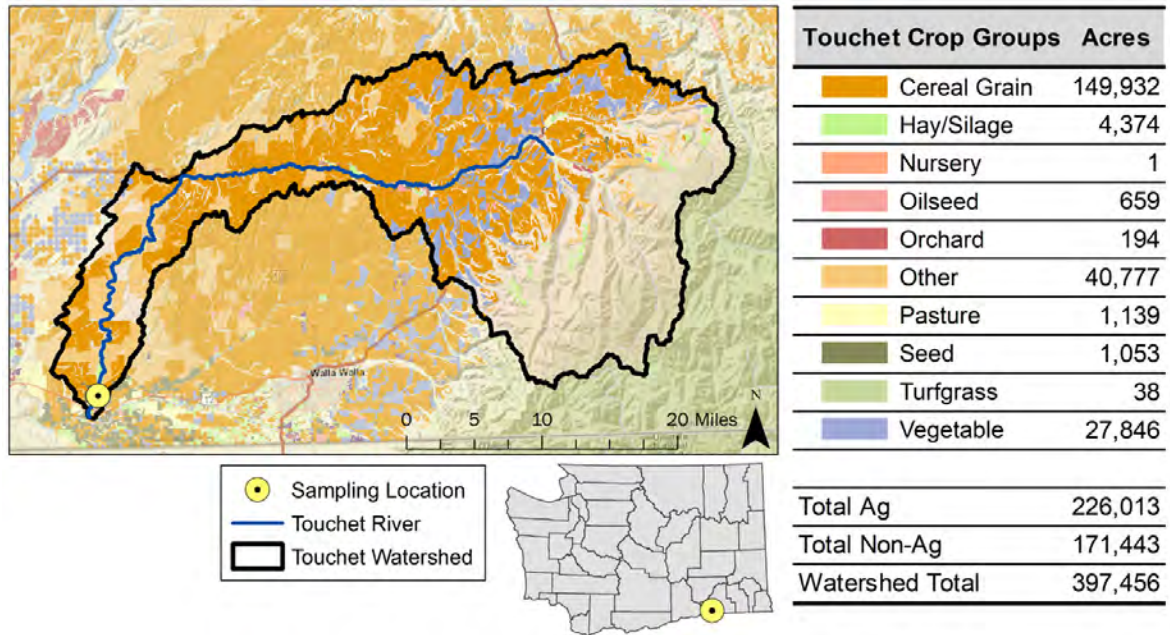 Walla Walla
0 10 20 Miles
N
Sampling Location
Touchet River
Touchet Watershed
Touchet Crop Groups Acres
Cereal Grain 149,932
Hay/Silage 4,374
Nursery 1
Oilseed 659
Orchard 194
Other 40,777
Pasture 1,139
Seed 1,053
Turfgrass 38
Vegetable 27,846
Total Ag 226,013
Total Non-Ag 171,443
Watershed Total 397,456